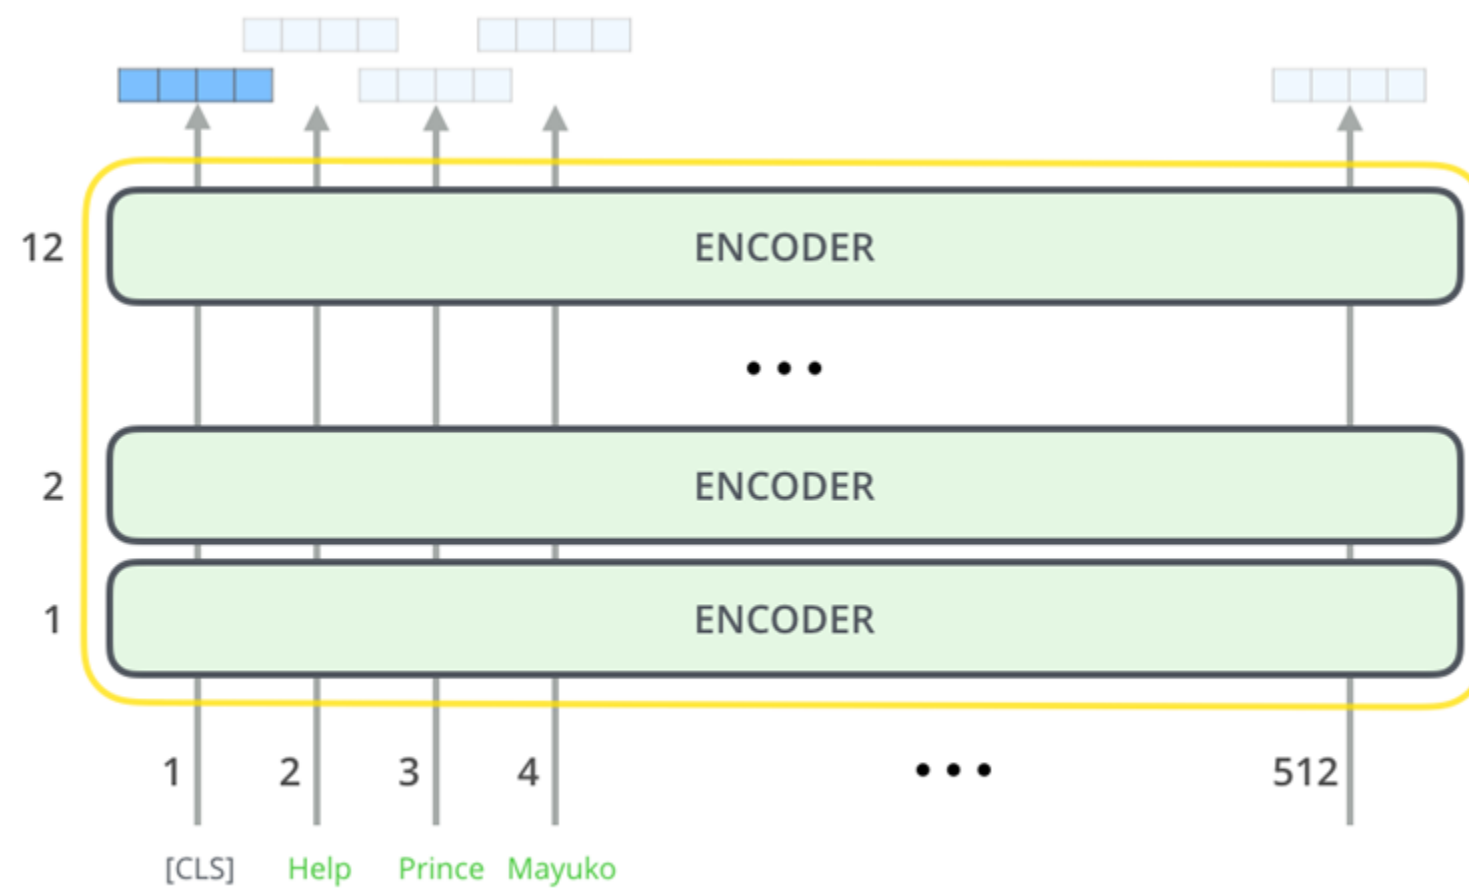 12 ENCODER
...
2 ENCODER
1 ENCODER
1 2 3 4 ... 512
[CLS] Help Prince Mayuko